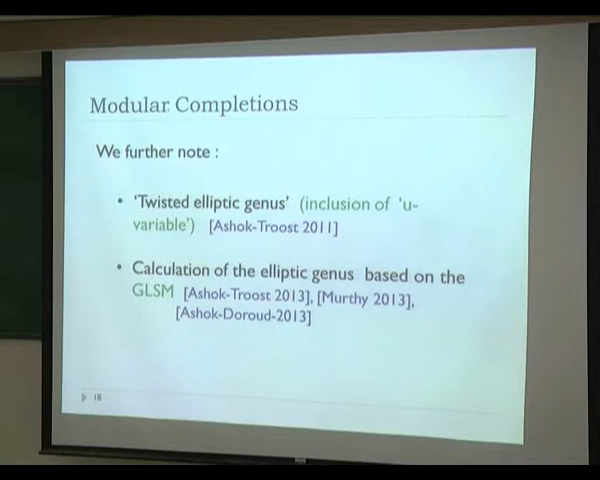 Modular Completions
We further note :
• 'Twisted elliptic genus' (inclusion of 'u-
variable') [Ashok-Troost 2011]
• Calculation of the elliptic genus based on the
GLSM [Ashok-Troost 2013], [Murthy 2013],
[Ashok-Doroud-2013]
18